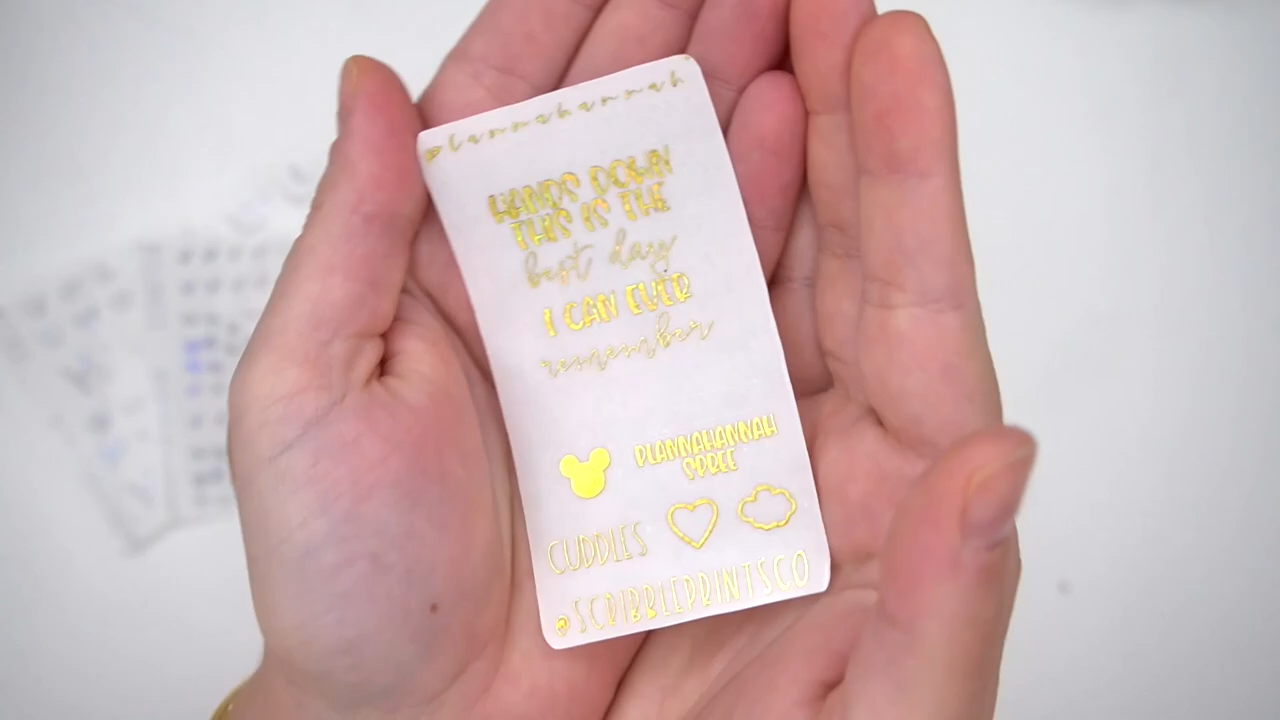 plannahannah
HANDS DOWN
THIS IS THE
best day
I CAN EVER
remember
PLANNAHANNAH
SPREE
CUDDLES
@SCRIBBLEPRINTSCO